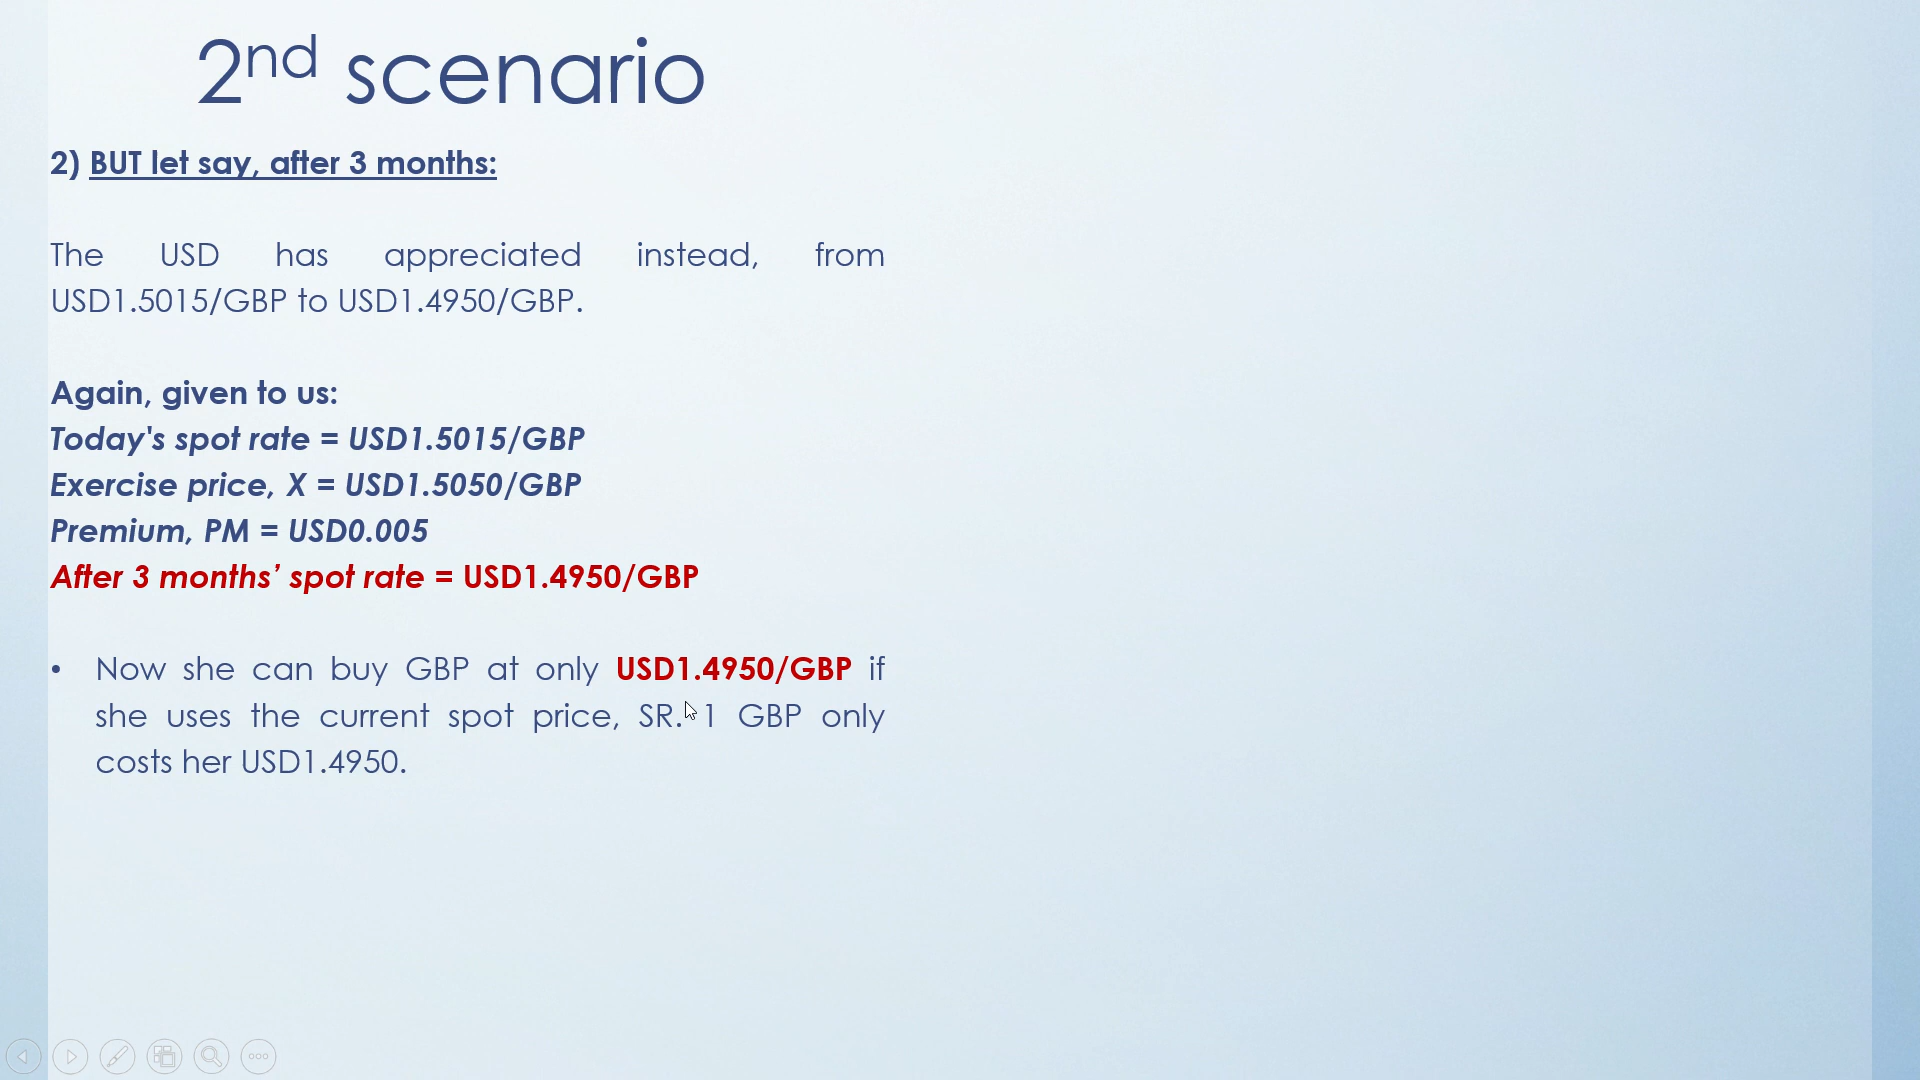 2nd scenario
2) BUT let say, after 3 months:
The USD has appreciated instead, from
USD1.5015/GBP to USD1.4950/GBP.
Again, given to us:
Today's spot rate = USD1.5015/GBP
Exercise price, X = USD1.5050/GBP
Premium, PM = USD0.005
After 3 months’ spot rate = USD1.4950/GBP
• Now she can buy GBP at only USD1.4950/GBP if
she uses the current spot price, SR. 1 GBP only
costs her USD1.4950.